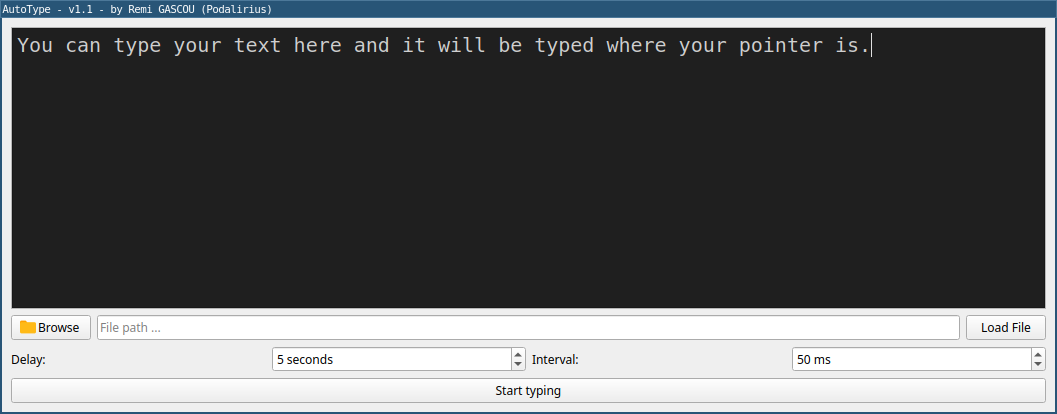 AutoType - v1.1 - by Remi GASCOU (Podalirius)
You can type your text here and it will be typed where your pointer is.
Browse File path ... Load File
Delay: 5 seconds Interval: 50 ms
Start typing